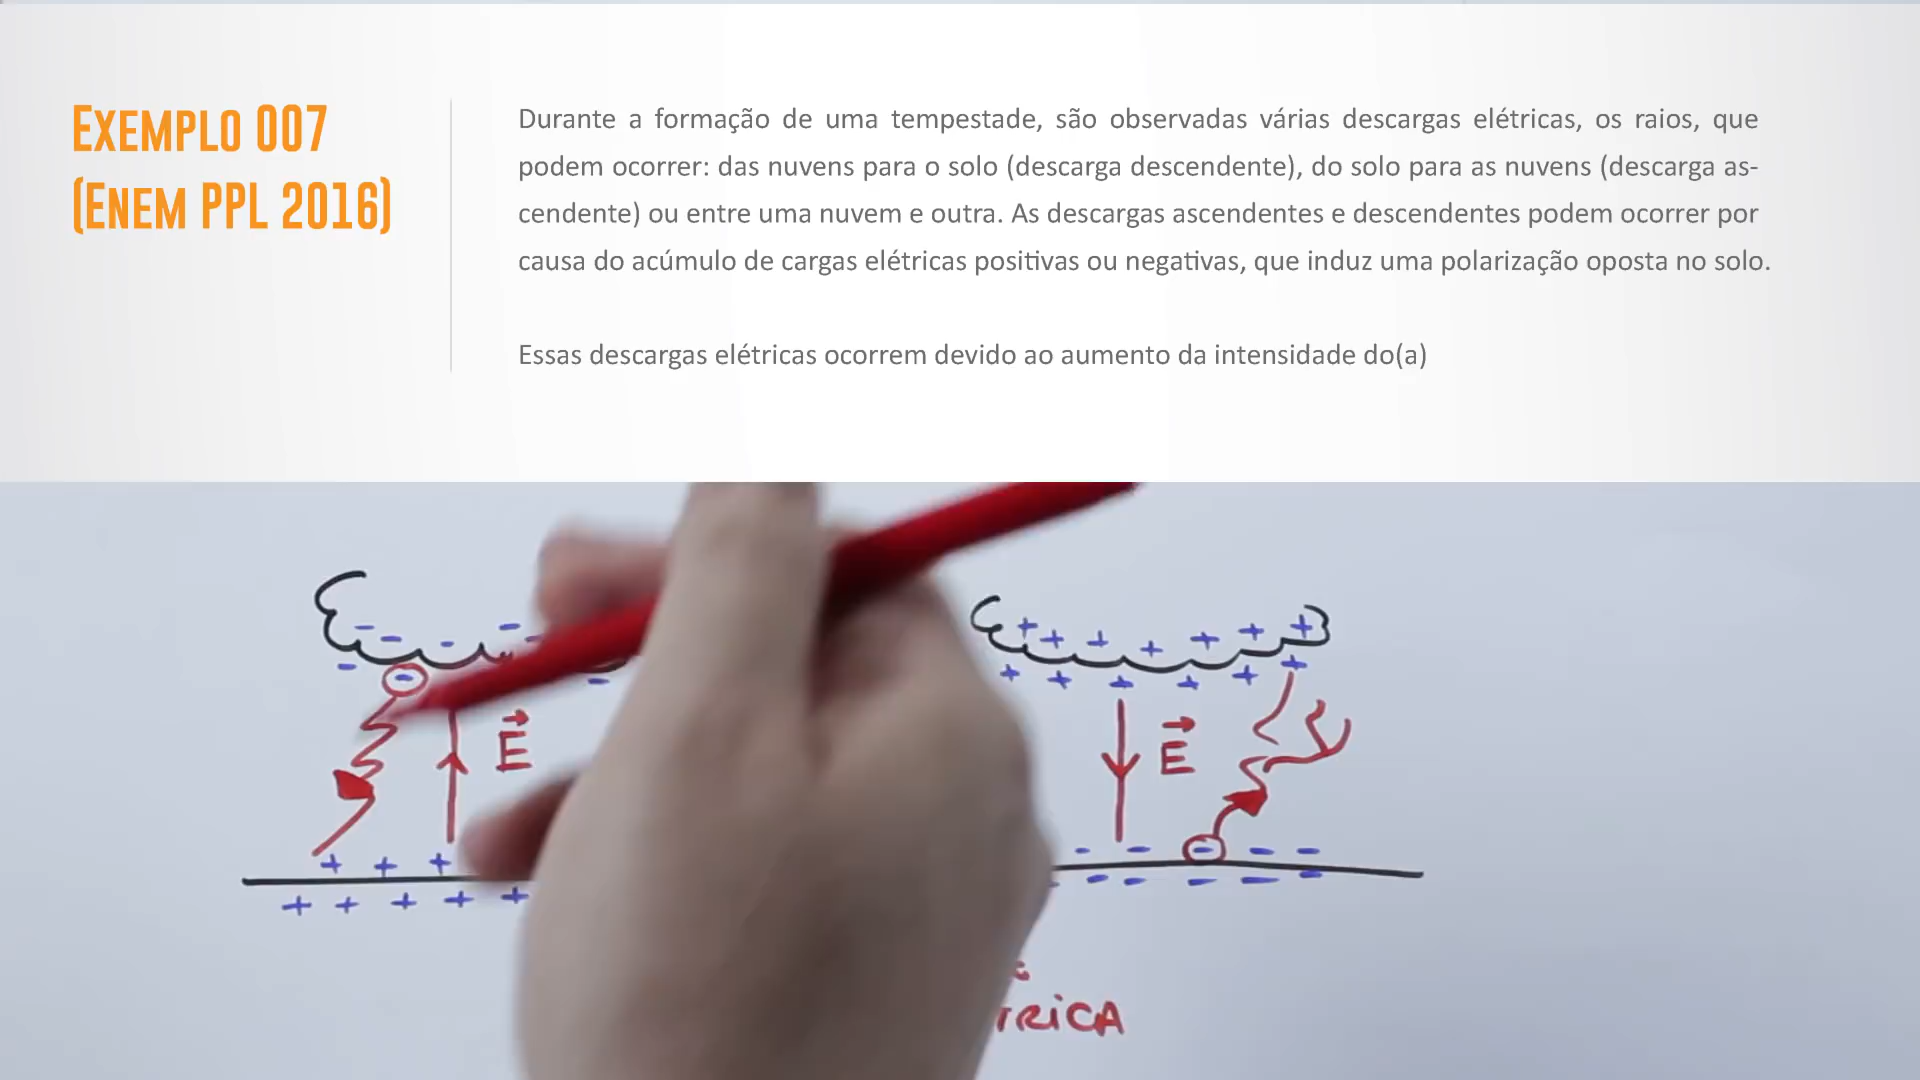 EXEMPLO 007
(ENEM PPL 2016)
Durante a formação de uma tempestade, são observadas várias descargas elétricas, os raios, que
podem ocorrer: das nuvens para o solo (descarga descendente), do solo para as nuvens (descarga as-
cendente) ou entre uma nuvem e outra. As descargas ascendentes e descendentes podem ocorrer por
causa do acúmulo de cargas elétricas positivas ou negativas, que induz uma polarização oposta no solo.
Essas descargas elétricas ocorrem devido ao aumento da intensidade do(a)
E
E